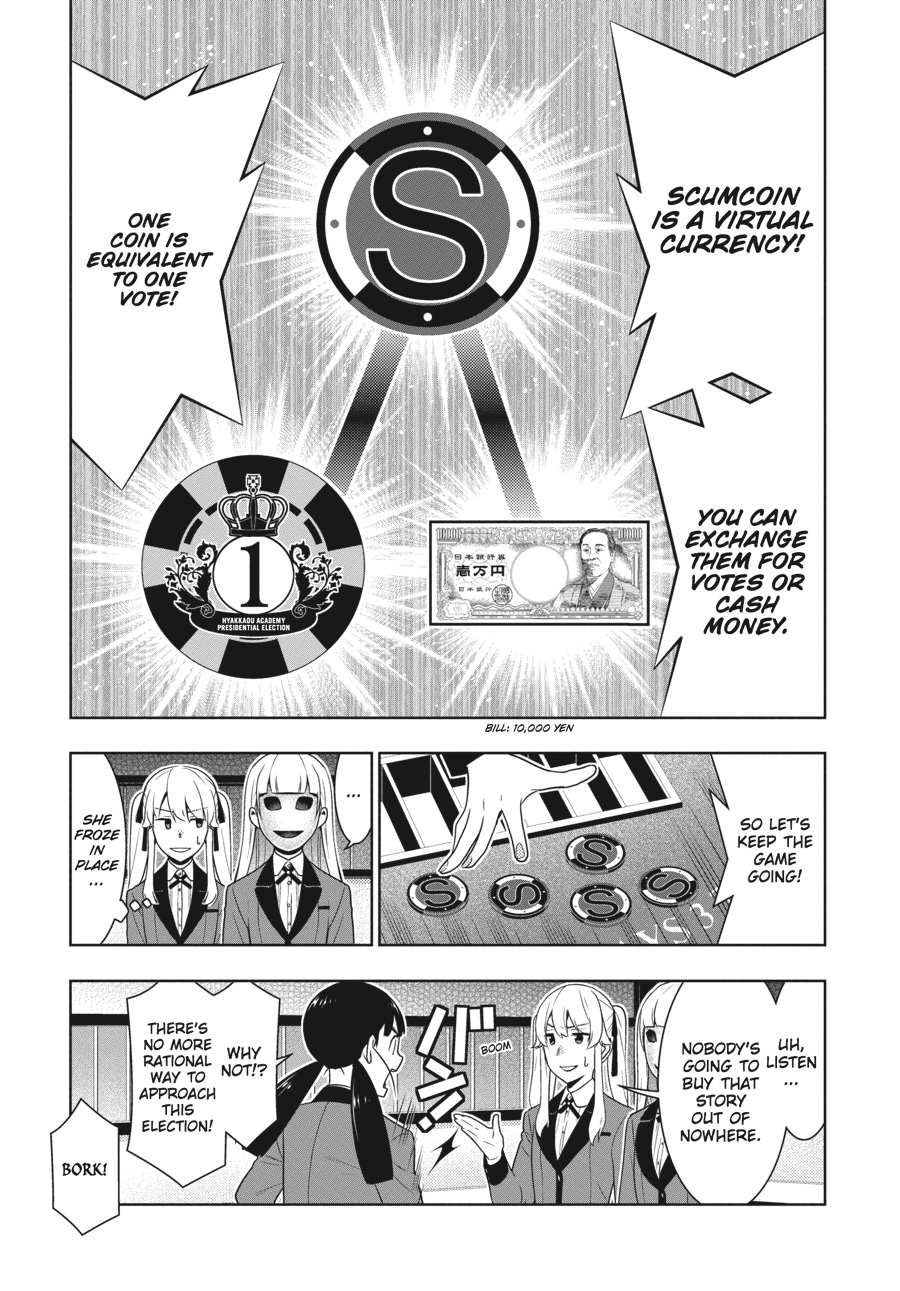 SCUMCOIN
IS A VIRTUAL
CURRENCY!
ONE
COIN IS
EQUIVALENT
TO ONE
VOTE!
S
YOU CAN
EXCHANGE
THEM FOR
VOTES OR
CASH
MONEY.
1
HYAKKAOU ACADEMY
PRESIDENTIAL ELECTION
10000
日本銀行券
壱万円
日本銀行
BILL: 10,000 YEN
SO LET'S
KEEP THE
GAME
GOING!
S
S
S
S
S
...
SHE
FROZE
IN
PLACE
...
UH,
LISTEN
...
NOBODY'S
GOING TO
BUY THAT
STORY
OUT OF
NOWHERE.
BOOM
WHY
NOT!?
THERE'S
NO MORE
RATIONAL
WAY TO
APPROACH
THIS
ELECTION!
BORK!